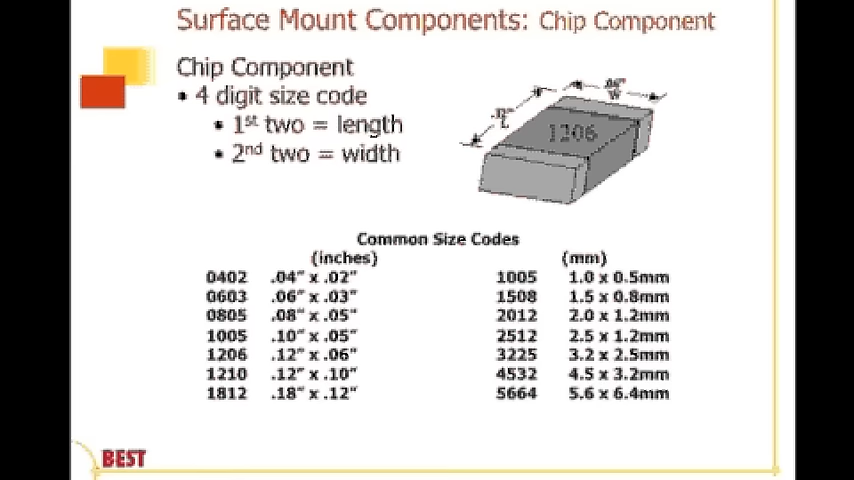 Surface Mount Components: Chip Component
Chip Component
• 4 digit size code
• 1st two = length
• 2nd two = width
.06"
W
.12"
L
1206
Common Size Codes
(inches) (mm)
0402 .04" x .02" 1005 1.0 x 0.5mm
0603 .06" x .03" 1508 1.5 x 0.8mm
0805 .08" x .05" 2012 2.0 x 1.2mm
1005 .10" x .05" 2512 2.5 x 1.2mm
1206 .12" x .06" 3225 3.2 x 2.5mm
1210 .12" x .10" 4532 4.5 x 3.2mm
1812 .18" x .12" 5664 5.6 x 6.4mm
BEST